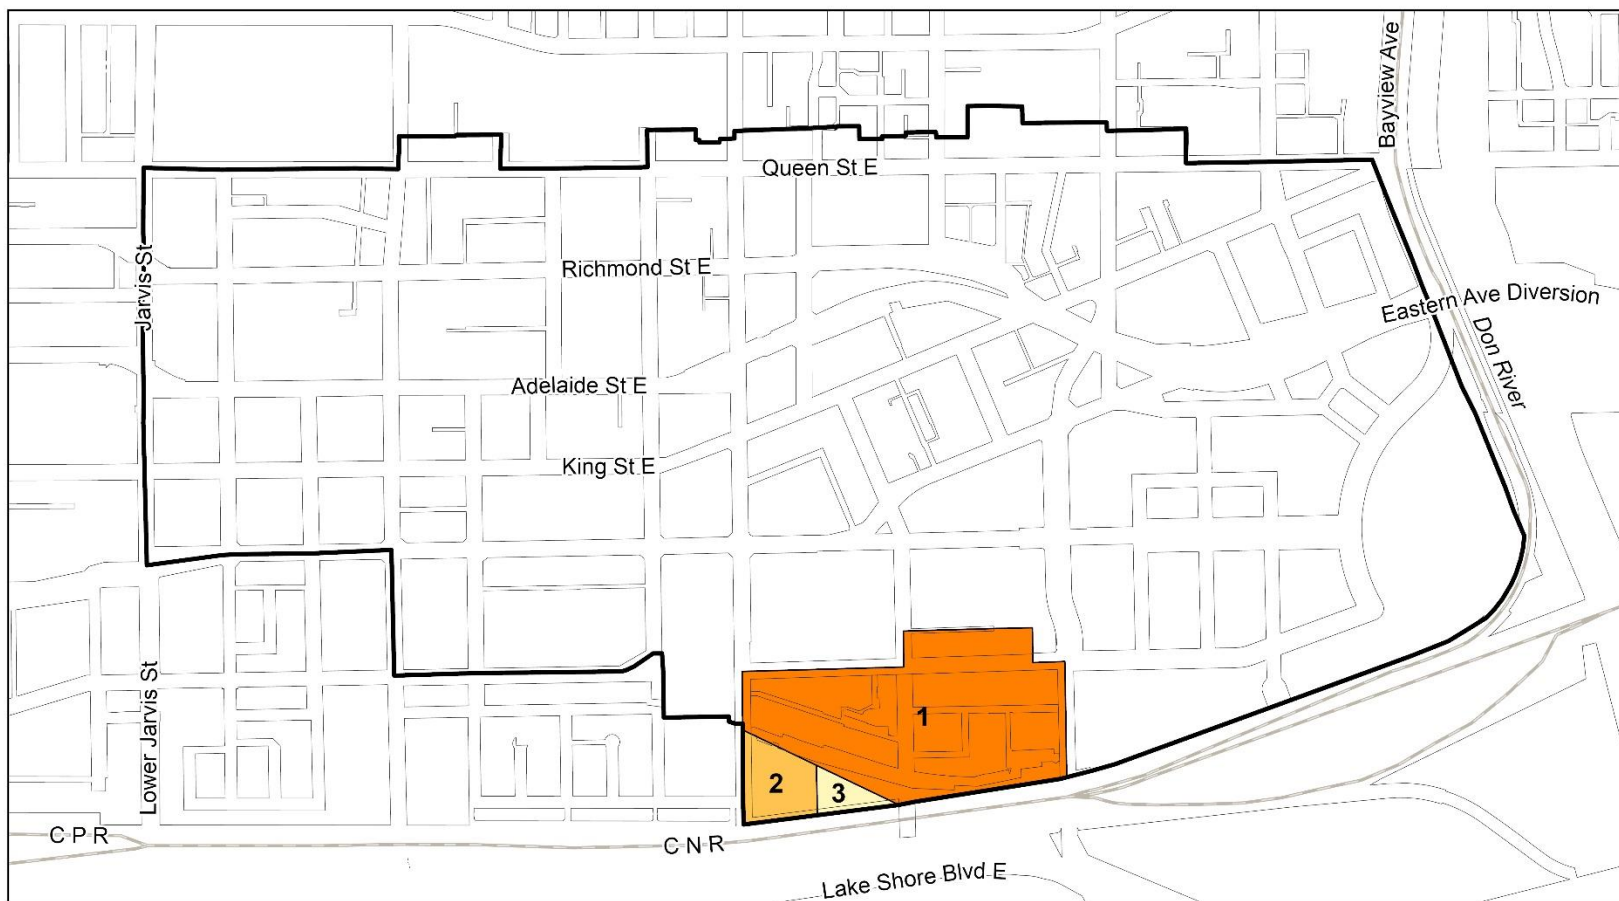 Bayview Ave
Queen St E
Jarvis St
Richmond St E
Eastern Ave Diversion
Don River
Adelaide St E
King St E
Lower Jarvis St
1
2
3
C P R
C N R
Lake Shore Blvd E